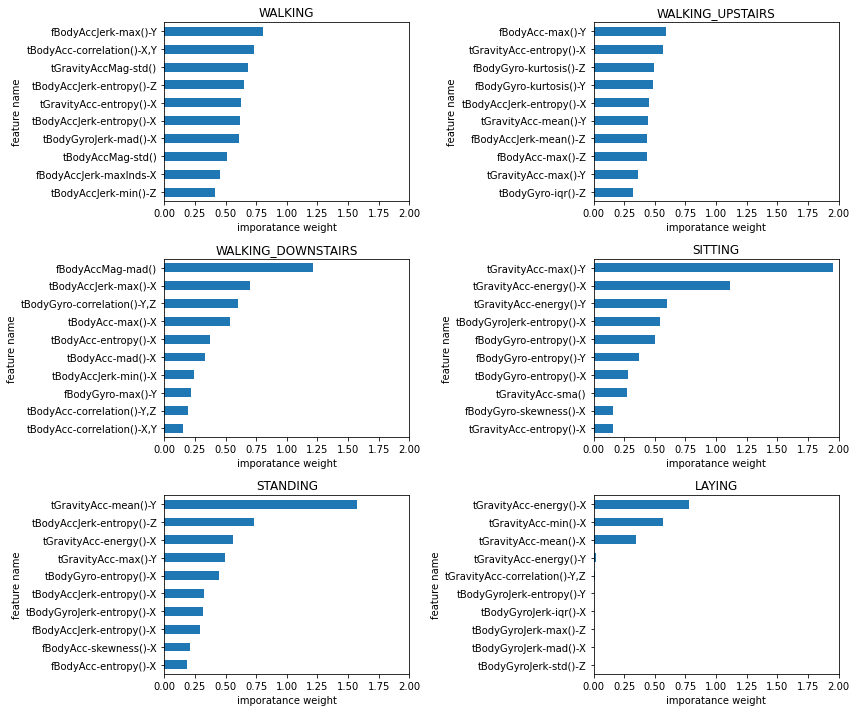 WALKING
feature name
fBodyAccJerk-max()-Y
tBodyAcc-correlation()-X,Y
tGravityAccMag-std()
tBodyAccJerk-entropy()-Z
tGravityAcc-entropy()-X
tBodyAccJerk-entropy()-X
tBodyGyroJerk-mad()-X
tBodyAccMag-std()
fBodyAccJerk-maxInds-X
tBodyAccJerk-min()-Z
0.00 0.25 0.50 0.75 1.00 1.25 1.50 1.75 2.00
imporatance weight
WALKING_UPSTAIRS
feature name
fBodyAcc-max()-Y
tGravityAcc-entropy()-X
fBodyGyro-kurtosis()-Z
fBodyGyro-kurtosis()-Y
tBodyAccJerk-entropy()-X
tGravityAcc-mean()-Y
fBodyAccJerk-mean()-Z
fBodyAcc-max()-Z
tGravityAcc-max()-Y
tBodyGyro-iqr()-Z
0.00 0.25 0.50 0.75 1.00 1.25 1.50 1.75 2.00
imporatance weight
WALKING_DOWNSTAIRS
feature name
fBodyAccMag-mad()
tBodyAccJerk-max()-X
tBodyGyro-correlation()-Y,Z
tBodyAcc-max()-X
tBodyAcc-entropy()-X
tBodyAcc-mad()-X
tBodyAccJerk-min()-X
fBodyGyro-max()-Y
tBodyAcc-correlation()-Y,Z
tBodyAcc-correlation()-X,Y
0.00 0.25 0.50 0.75 1.00 1.25 1.50 1.75 2.00
imporatance weight
SITTING
feature name
tGravityAcc-max()-Y
tGravityAcc-energy()-X
tGravityAcc-energy()-Y
tBodyGyroJerk-entropy()-X
fBodyGyro-entropy()-X
fBodyGyro-entropy()-Y
tBodyGyro-entropy()-X
tGravityAcc-sma()
fBodyGyro-skewness()-X
tGravityAcc-entropy()-X
0.00 0.25 0.50 0.75 1.00 1.25 1.50 1.75 2.00
imporatance weight
STANDING
feature name
tGravityAcc-mean()-Y
tBodyAccJerk-entropy()-Z
tGravityAcc-energy()-X
tGravityAcc-max()-Y
tBodyGyro-entropy()-X
tBodyAccJerk-entropy()-X
tBodyGyroJerk-entropy()-X
fBodyAccJerk-entropy()-X
fBodyAcc-skewness()-X
fBodyAcc-entropy()-X
0.00 0.25 0.50 0.75 1.00 1.25 1.50 1.75 2.00
imporatance weight
LAYING
feature name
tGravityAcc-energy()-X
tGravityAcc-min()-X
tGravityAcc-mean()-X
tGravityAcc-energy()-Y
tGravityAcc-correlation()-Y,Z
tBodyGyroJerk-entropy()-Y
tBodyGyroJerk-iqr()-X
tBodyGyroJerk-max()-Z
tBodyGyroJerk-mad()-X
tBodyGyroJerk-std()-Z
0.00 0.25 0.50 0.75 1.00 1.25 1.50 1.75 2.00
imporatance weight